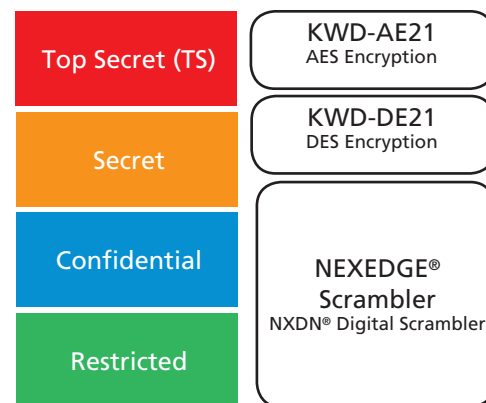 Top Secret (TS)
KWD-AE21
AES Encryption
KWD-DE21
DES Encryption
Secret
Confidential
NEXEDGE®
Scrambler
NXDN® Digital Scrambler
Restricted